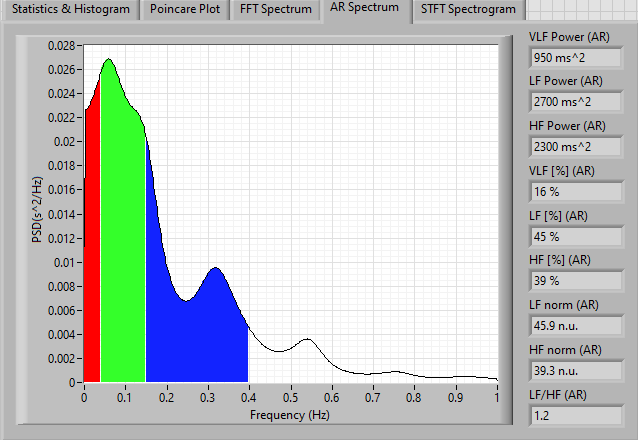 Statistics & Histogram Poincare Plot FFT Spectrum AR Spectrum STFT Spectrogram
VLF Power (AR)
950 ms^2
LF Power (AR)
2700 ms^2
HF Power (AR)
2300 ms^2
VLF [%] (AR)
16 %
LF [%] (AR)
45 %
HF [%] (AR)
39 %
LF norm (AR)
45.9 n.u.
HF norm (AR)
39.3 n.u.
LF/HF (AR)
1.2
PSD(s^2/Hz)
0.028
0.026
0.024
0.022
0.02
0.018
0.016
0.014
0.012
0.01
0.008
0.006
0.004
0.002
0
0 0.1 0.2 0.3 0.4 0.5 0.6 0.7 0.8 0.9 1
Frequency (Hz)